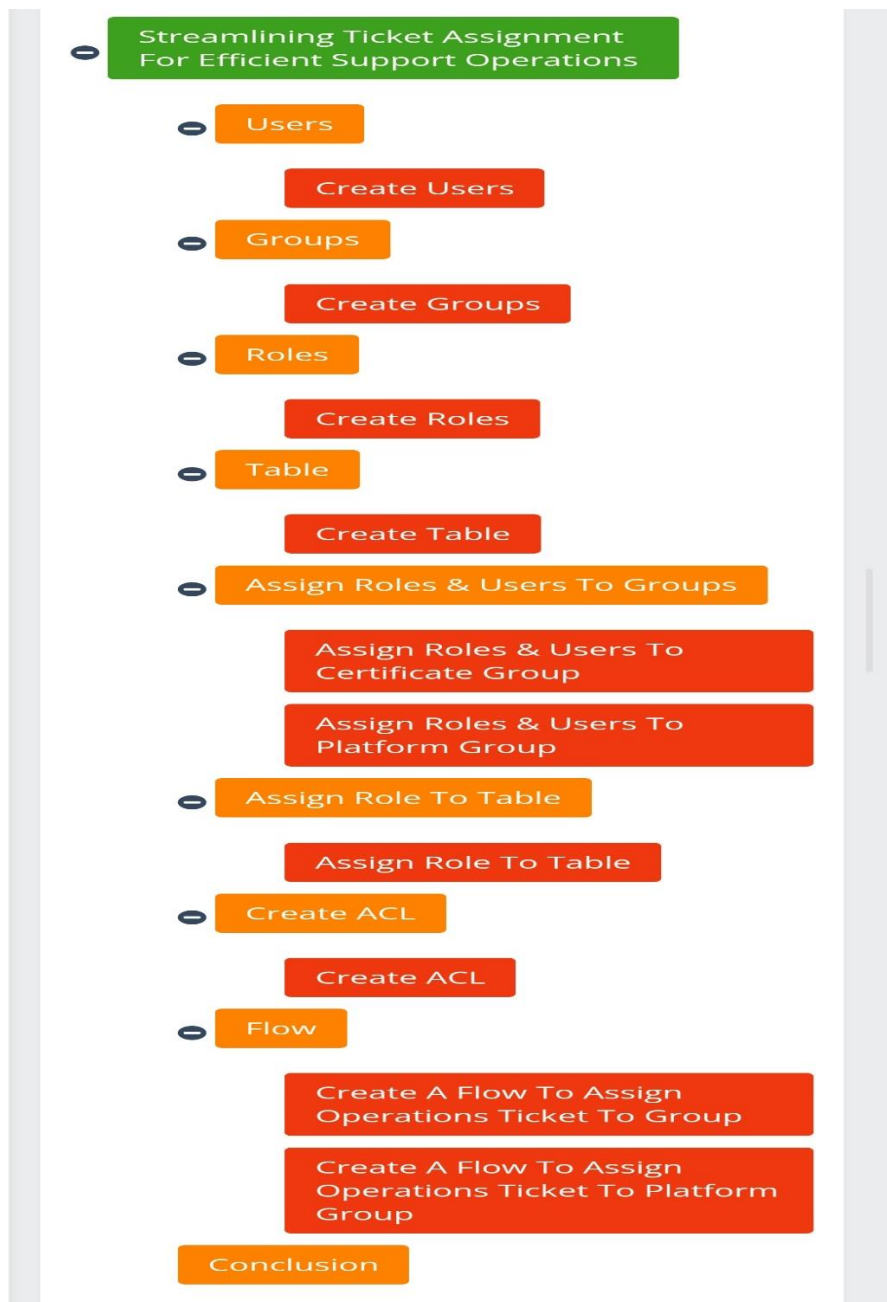 Streamlining Ticket Assignment
For Efficient Support Operations
Users
Create Users
Groups
Create Groups
Roles
Create Roles
Table
Create Table
Assign Roles & Users To Groups
Assign Roles & Users To
Certificate Group
Assign Roles & Users To
Platform Group
Assign Role To Table
Assign Role To Table
Create ACL
Create ACL
Flow
Create A Flow To Assign
Operations Ticket To Group
Create A Flow To Assign
Operations Ticket To Platform
Group
Conclusion